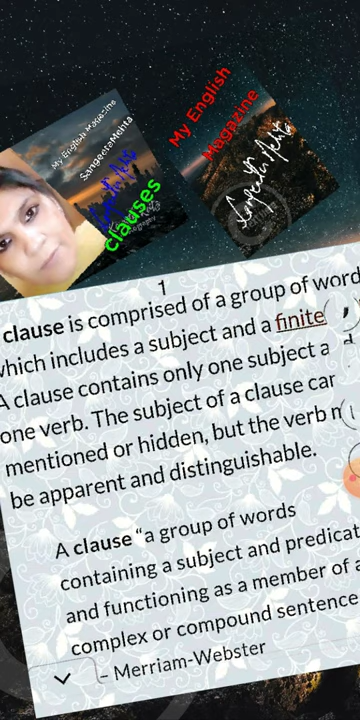 My English Magazine
SangeetaMehta
clauses
My English
Magazine
1
clause is comprised of a group of word
which includes a subject and a finite
A clause contains only one subject a
one verb. The subject of a clause car
mentioned or hidden, but the verb n
be apparent and distinguishable.
A clause “a group of words
containing a subject and predicat
and functioning as a member of a
complex or compound sentence
– Merriam-Webster